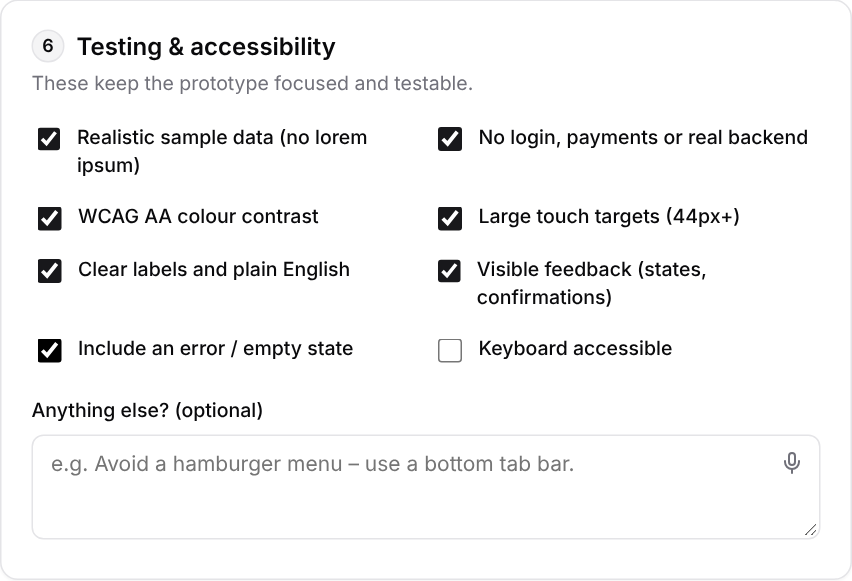 6 Testing & accessibility
These keep the prototype focused and testable.
Realistic sample data (no lorem
ipsum)
No login, payments or real backend
WCAG AA colour contrast
Large touch targets (44px+)
Clear labels and plain English
Visible feedback (states,
confirmations)
Include an error / empty state
Keyboard accessible
Anything else? (optional)
e.g. Avoid a hamburger menu – use a bottom tab bar.